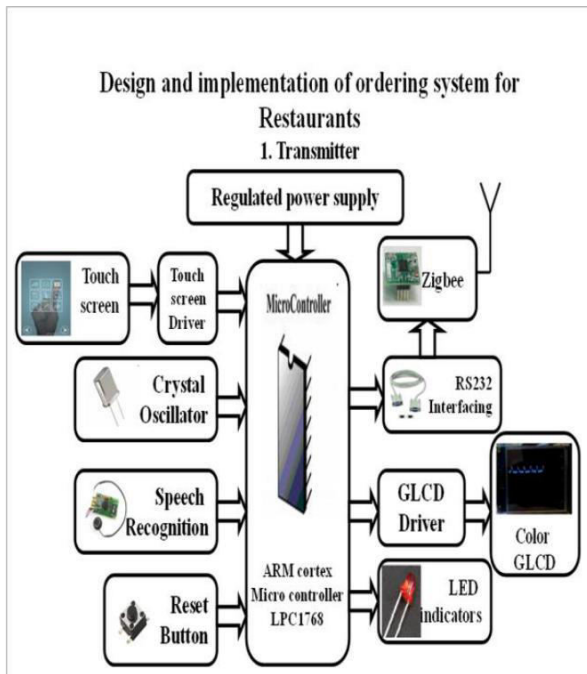 Design and implementation of ordering system for
Restaurants
1. Transmitter
Regulated power supply
Touch
screen
Touch
screen
Driver
MicroController
Zigbee
Crystal
Oscillator
RS232
Interfacing
Speech
Recognition
GLCD
Driver
Color
GLCD
ARM cortex
Micro controller
LPC1768
Reset
Button
LED
indicators